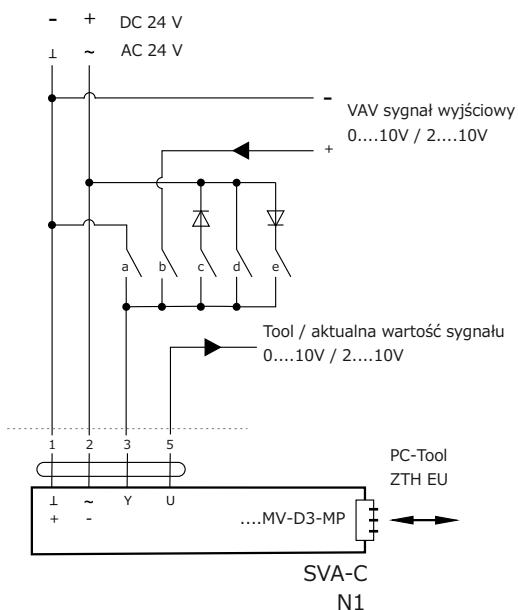 - + DC 24 V
⊥ ~ AC 24 V
-
VAV sygnał wyjściowy
0....10V / 2....10V
+
a b c d e
Tool / aktualna wartość sygnału
0....10V / 2....10V
1 2 3 5
PC-Tool
ZTH EU
⊥ ~ Y U
+ -
....MV-D3-MP
SVA-C
N1